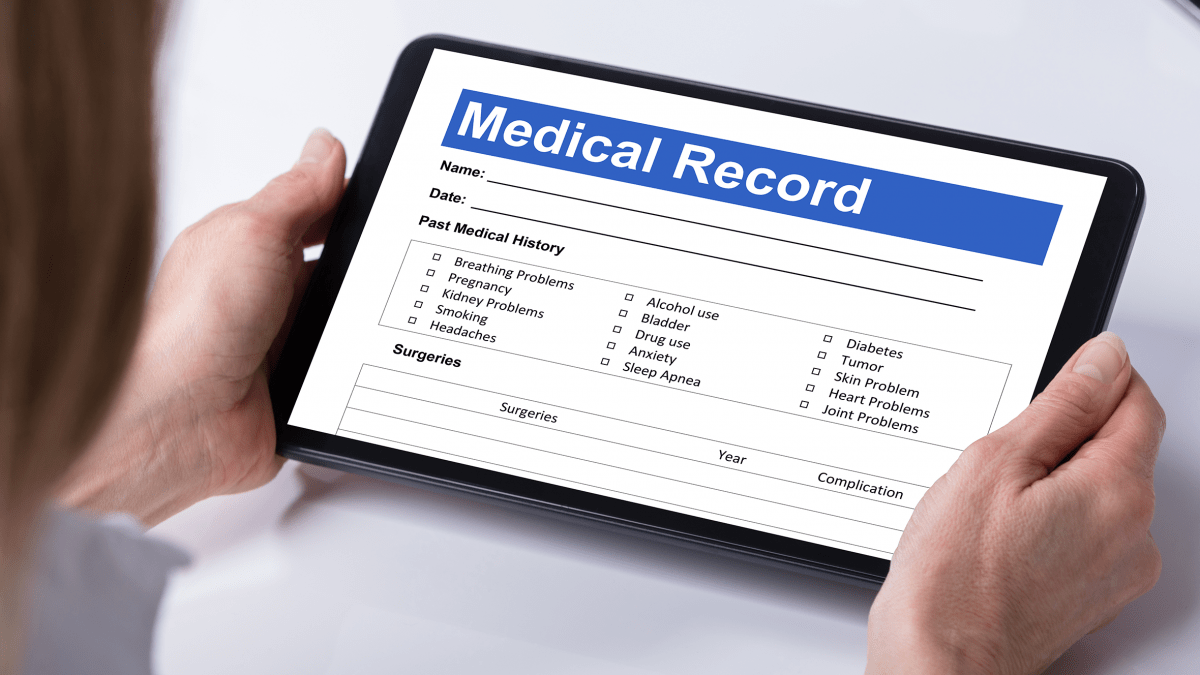 Medical Record
Name:
Date:
Past Medical History
Breathing Problems
Pregnancy
Kidney Problems
Smoking
Headaches
Alcohol use
Bladder
Drug use
Anxiety
Sleep Apnea
Diabetes
Tumor
Skin Problem
Heart Problems
Joint Problems
Surgeries
Surgeries Year Complication